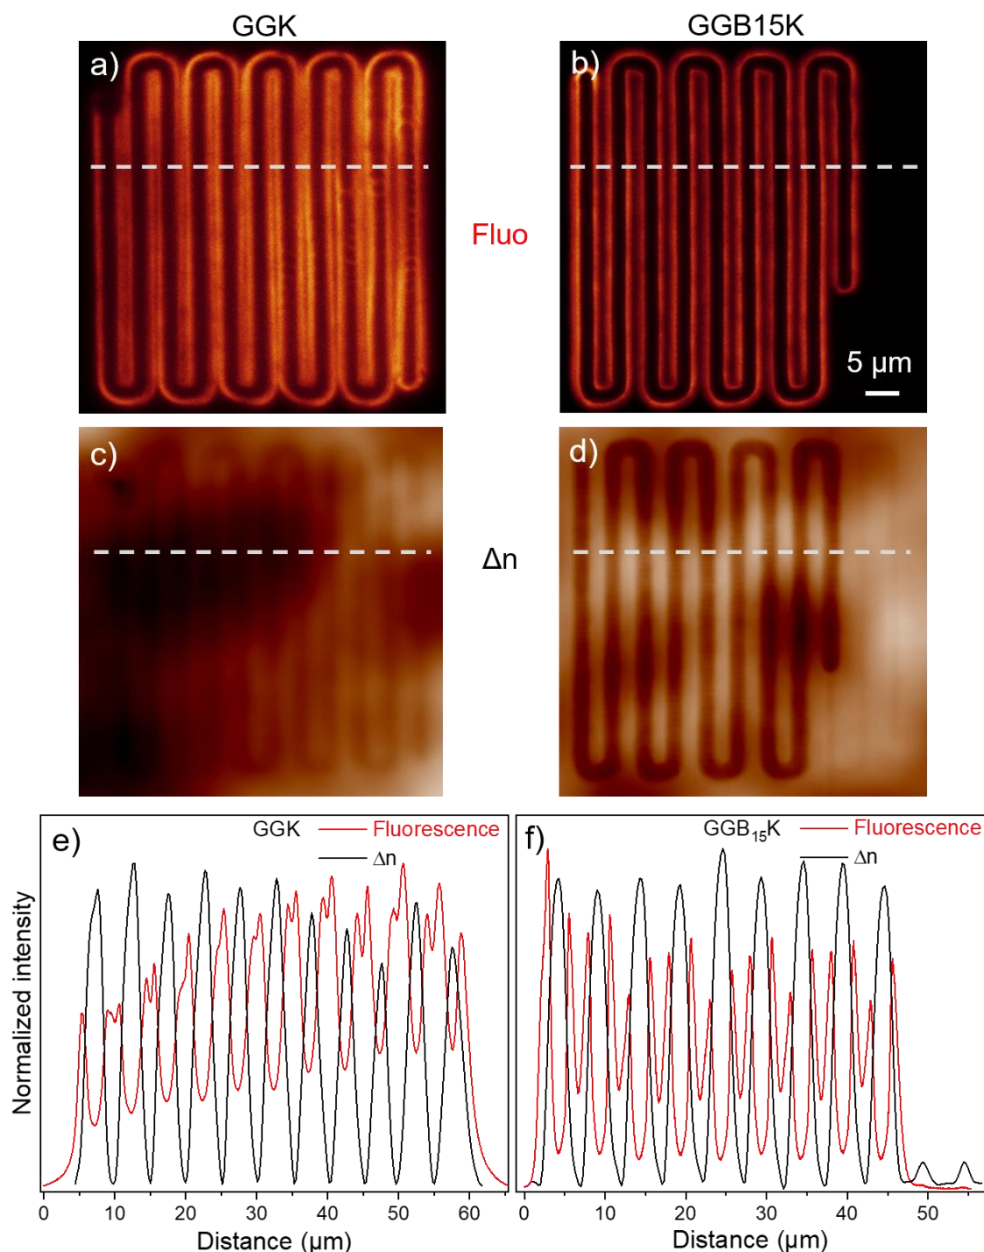 GGK
GGB15K
a)
b)
Fluo
5 μm
c)
d)
Δn
e)
GGK
Fluorescence
Δn
f)
GGB₁₅K
Fluorescence
Δn
Normalized intensity
0 10 20 30 40 50 60
0 10 20 30 40 50
Distance (μm)
Distance (μm)